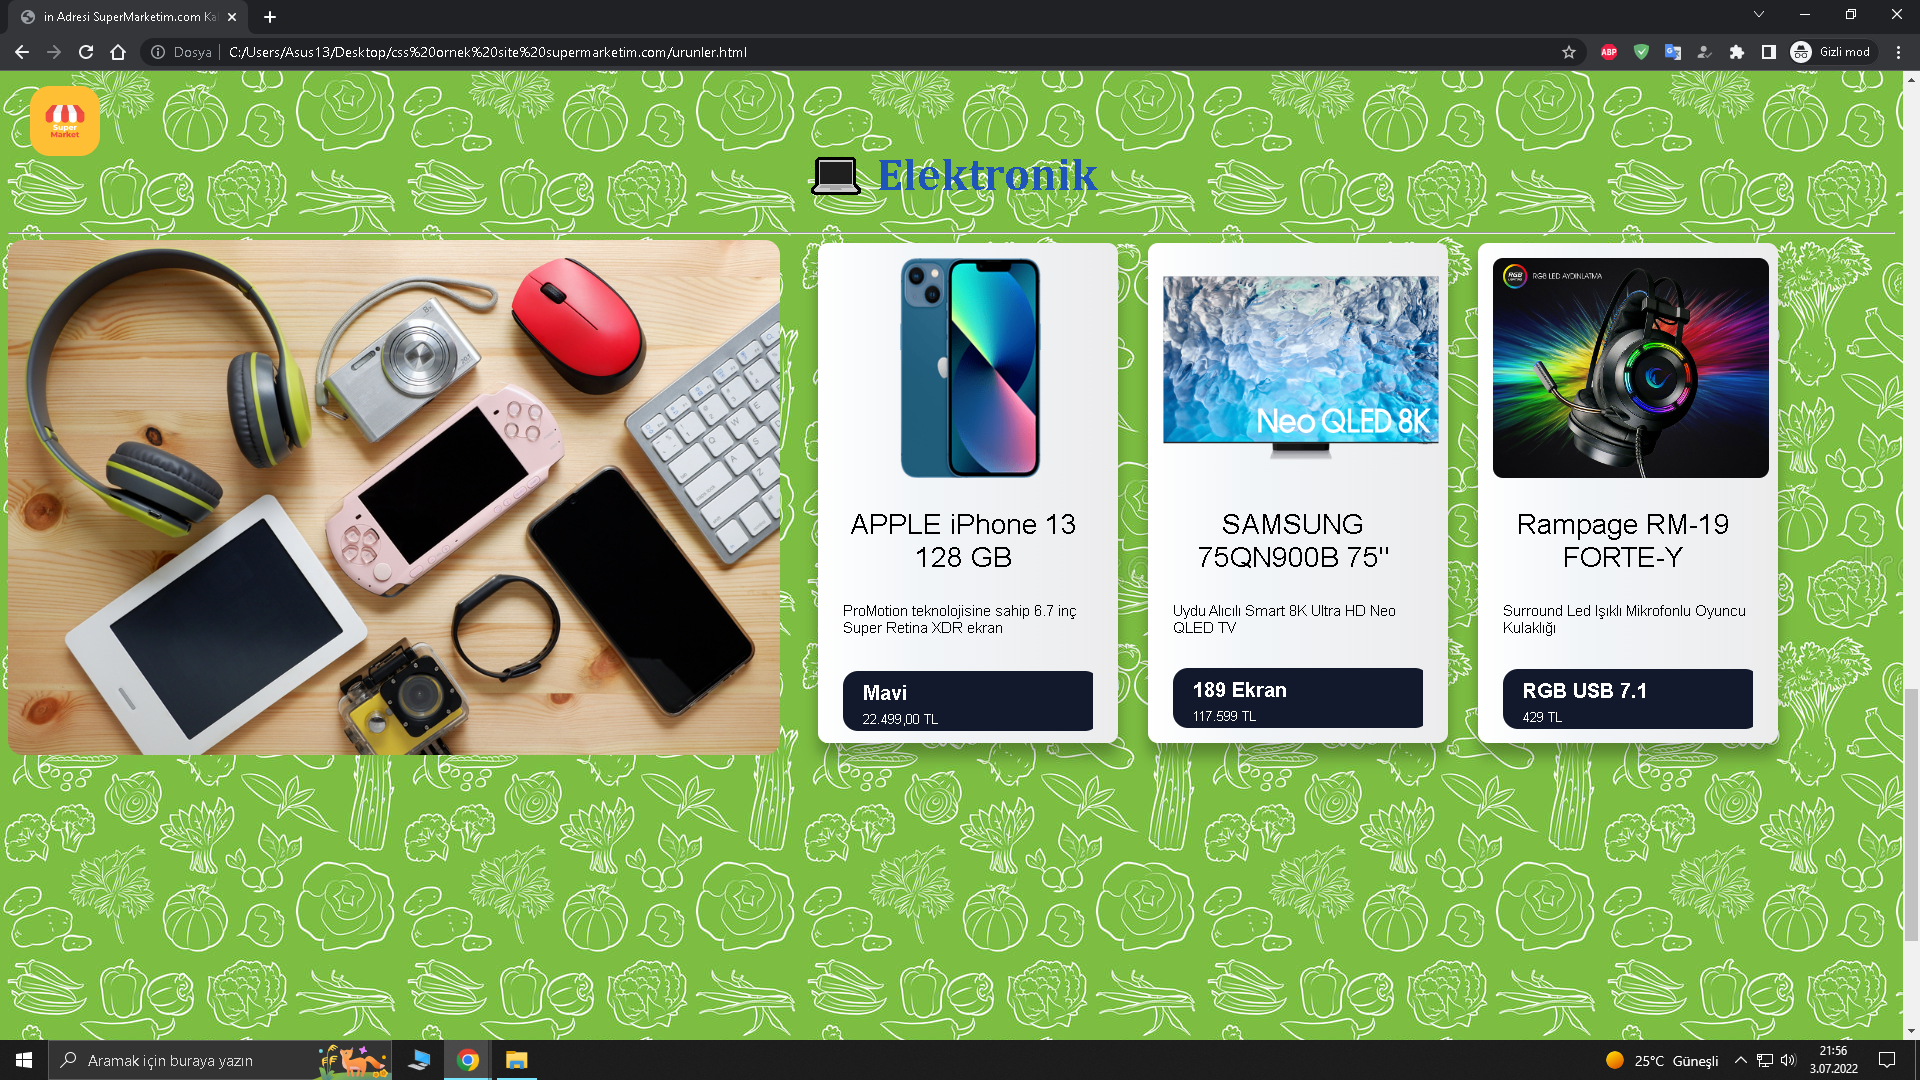 in Adresi SuperMarketim.com Ka
Dosya
C:/Users/Asus13/Desktop/css%20ornek%20site%20supermarketim.com/urunler.html
ABP
Gizli mod
Super
Market
Elektronik
RGB
RGB LED AYDINLATMA
Neo QLED 8K
APPLE iPhone 13
128 GB
ProMotion teknolojisine sahip 6.7 inç
Super Retina XDR ekran
Mavi
22.499,00 TL
SAMSUNG
75QN900B 75"
Uydu Alıcılı Smart 8K Ultra HD Neo
QLED TV
189 Ekran
117.599 TL
Rampage RM-19
FORTE-Y
Surround Led Işıklı Mikrofonlu Oyuncu
Kulaklığı
RGB USB 7.1
429 TL
Aramak için buraya yazın
25°C Güneşli
21:56
3.07.2022